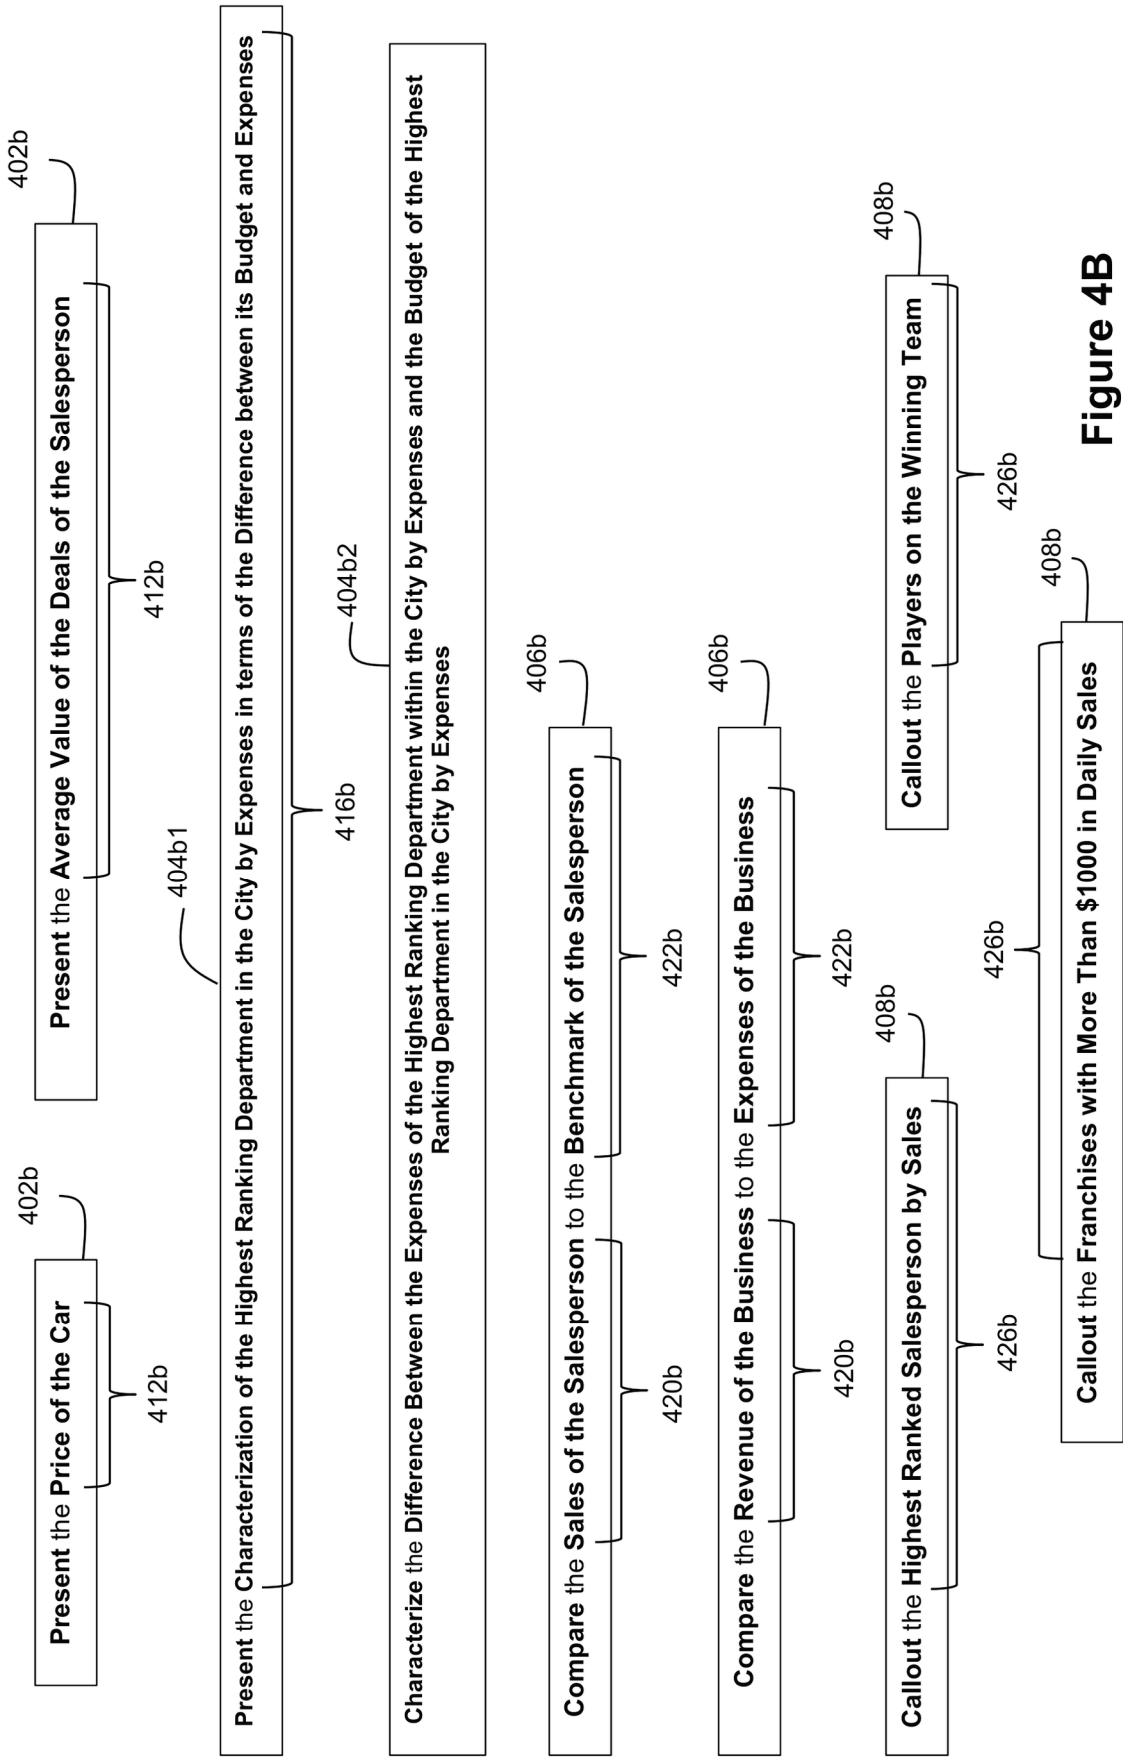 402b
402b
Present the Price of the Car
Present the Average Value of the Deals of the Salesperson
412b
412b
404b1
Present the Characterization of the Highest Ranking Department in the City by Expenses in terms of the Difference between its Budget and Expenses
416b
404b2
Characterize the Difference Between the Expenses of the Highest Ranking Department within the City by Expenses and the Budget of the Highest
Ranking Department in the City by Expenses
406b
Compare the Sales of the Salesperson to the Benchmark of the Salesperson
420b
422b
406b
Compare the Revenue of the Business to the Expenses of the Business
420b
422b
408b
408b
Callout the Highest Ranked Salesperson by Sales
Callout the Players on the Winning Team
426b
426b
426b
408b
Callout the Franchises with More Than $1000 in Daily Sales
Figure 4B